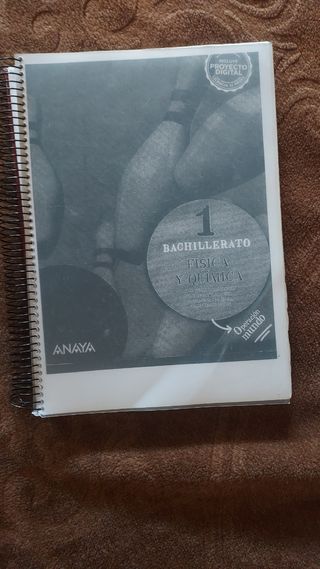 INCLUYE
PROYECTO
DIGITAL
1
BACHILLERATO
FÍSICA
Y QUÍMICA
Operación
mundo
ANAYA